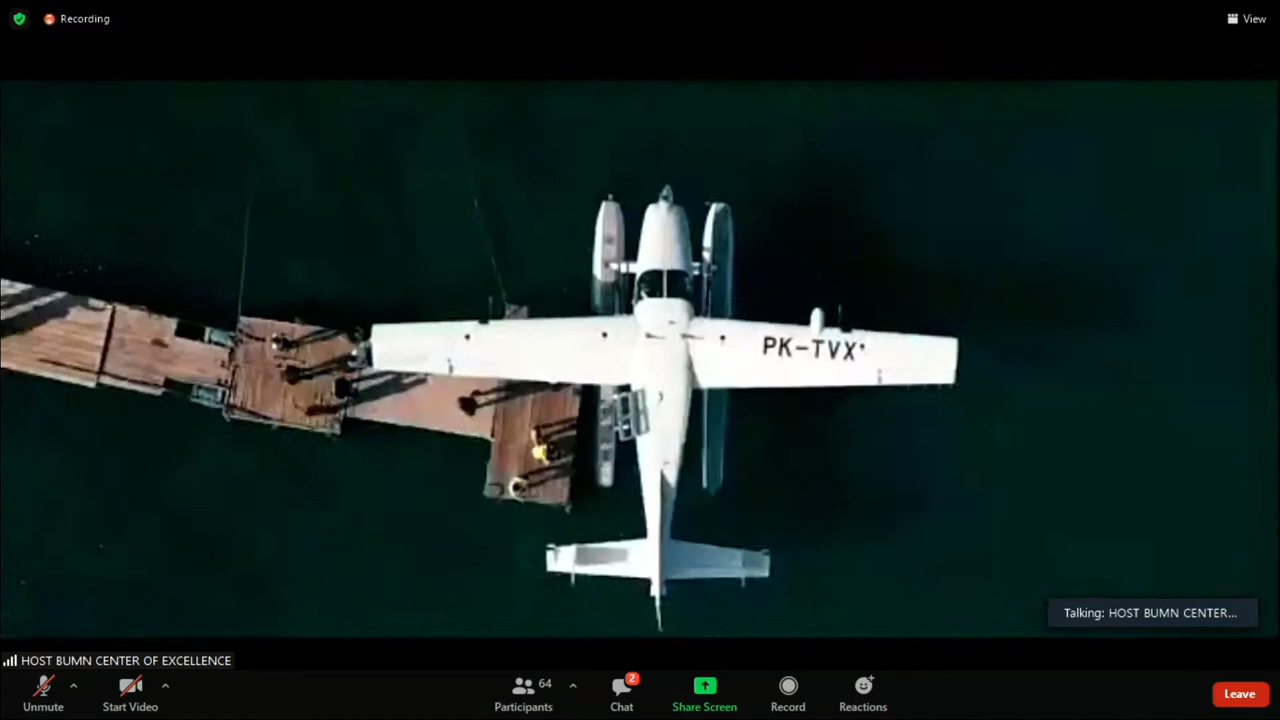 Recording
View
PK-TVX
Talking: HOST BUMN CENTER...
HOST BUMN CENTER OF EXCELLENCE
64
2
Unmute
Start Video
Participants
Chat
Share Screen
Record
Reactions
Leave